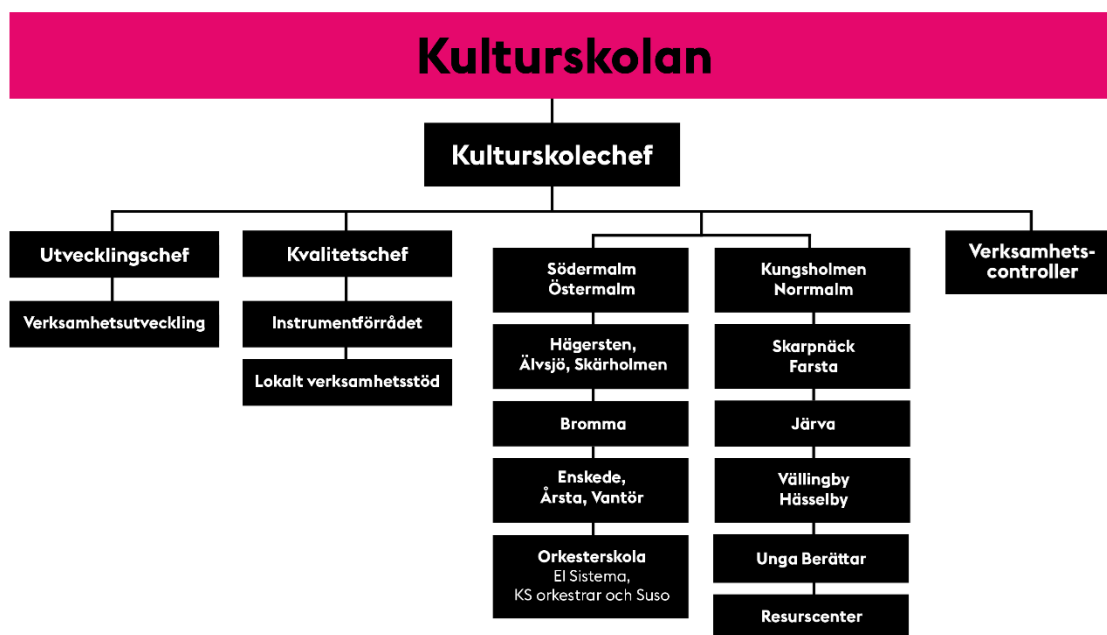 Kulturskolan
Kulturskolechef
Utvecklingschef
Verksamhetsutveckling
Kvalitetschef
Instrumentförrådet
Lokalt verksamhetsstöd
Södermalm
Östermalm
Hägersten,
Älvsjö, Skärholmen
Bromma
Enskede,
Årsta, Vantör
Orkesterskola
El Sistema,
KS orkestrar och Suso
Kungsholmen
Norrmalm
Skarpnäck
Farsta
Järva
Vällingby
Hässelby
Unga Berättar
Resurscenter
Verksamhets-
controller